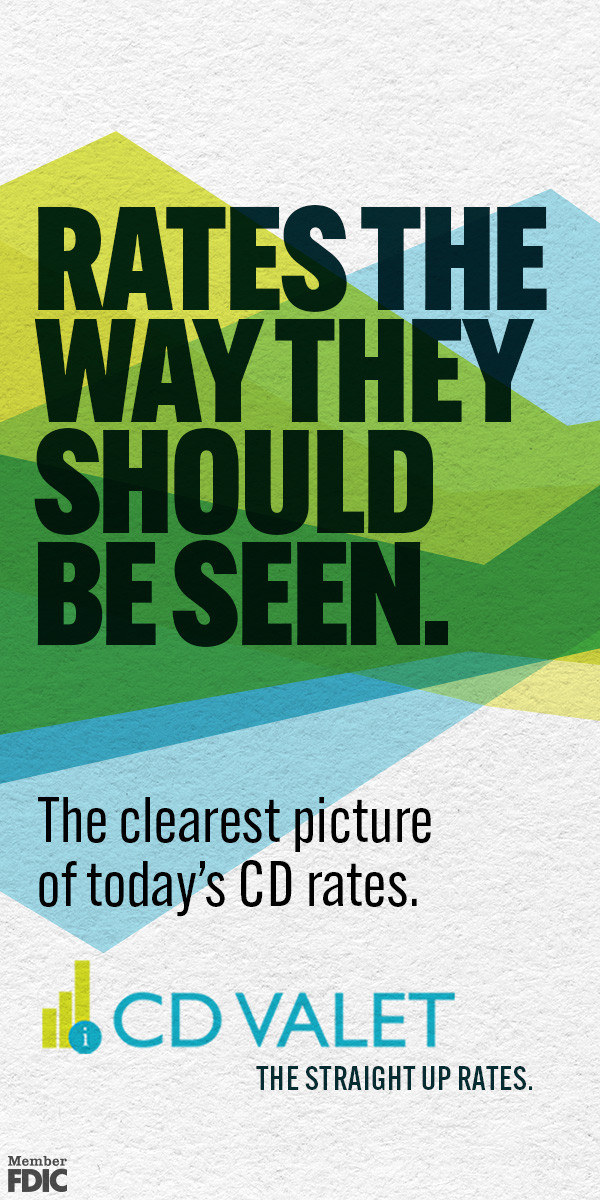 RATES THE
WAY THEY
SHOULD
BE SEEN.
The clearest picture
of today's CD rates.
i CD VALET
THE STRAIGHT UP RATES.
Member
FDIC